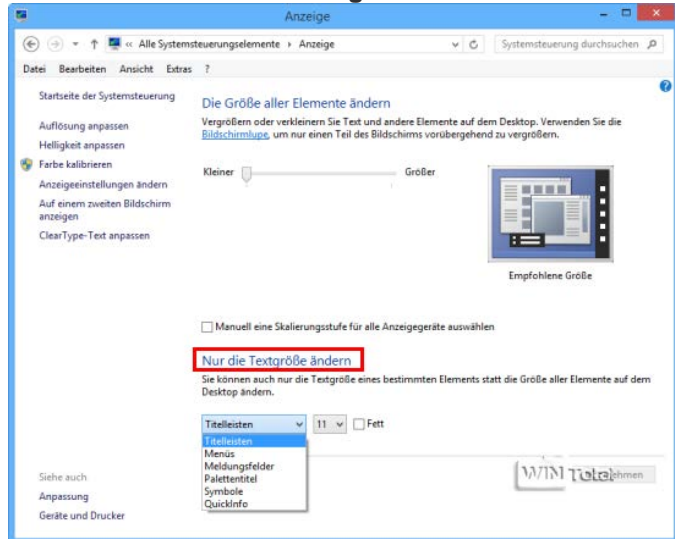 Anzeige
« Alle Systemsteuerungselemente › Anzeige
Systemsteuerung durchsuchen
Datei Bearbeiten Ansicht Extras ?
Startseite der Systemsteuerung
Auflösung anpassen
Helligkeit anpassen
Farbe kalibrieren
Anzeigeeinstellungen ändern
Auf einem zweiten Bildschirm
anzeigen
ClearType-Text anpassen
Die Größe aller Elemente ändern
Vergrößern oder verkleinern Sie Text und andere Elemente auf dem Desktop. Verwenden Sie die
Bildschirmlupe, um nur einen Teil des Bildschirms vorübergehend zu vergrößern.
Kleiner Größer
Empfohlene Größe
Manuell eine Skalierungsstufe für alle Anzeigegeräte auswählen
Nur die Textgröße ändern
Sie können auch nur die Textgröße eines bestimmten Elements statt die Größe aller Elemente auf dem
Desktop ändern.
Titelleisten 11 Fett
Titelleisten
Menüs
Meldungsfelder
Palettentitel
Symbole
QuickInfo
WIN Total
Siehe auch
Anpassung
Geräte und Drucker